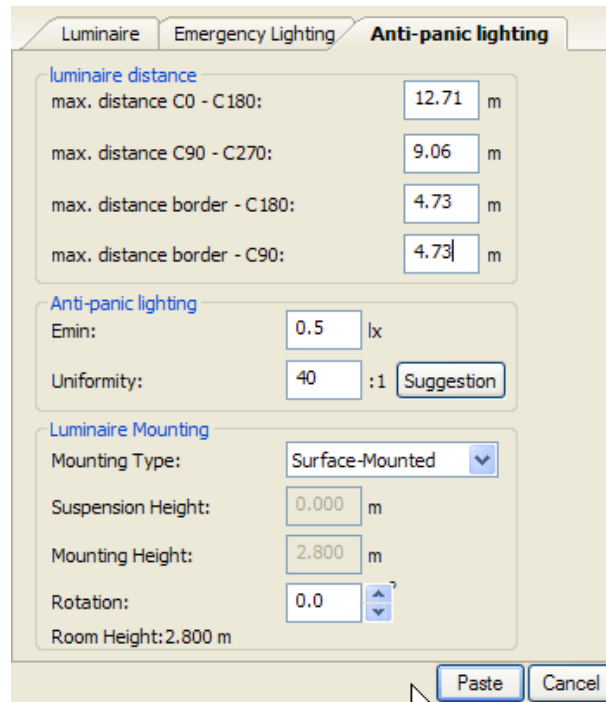 Luminaire Emergency Lighting Anti-panic lighting
luminaire distance
max. distance C0 - C180: 12.71 m
max. distance C90 - C270: 9.06 m
max. distance border - C180: 4.73 m
max. distance border - C90: 4.73 m
Anti-panic lighting
Emin: 0.5 lx
Uniformity: 40 :1 Suggestion
Luminaire Mounting
Mounting Type: Surface-Mounted
Suspension Height: 0.000 m
Mounting Height: 2.800 m
Rotation: 0.0 °
Room Height:2.800 m
Paste Cancel